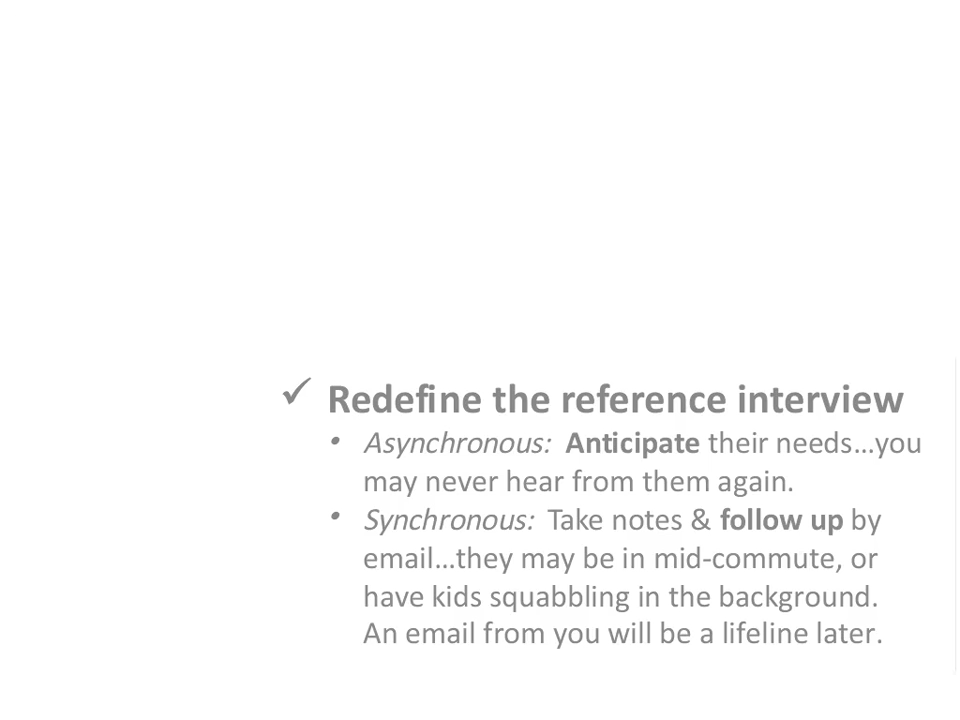 ✓ Redefine the reference interview
• Asynchronous: Anticipate their needs…you
may never hear from them again.
• Synchronous: Take notes & follow up by
email…they may be in mid-commute, or
have kids squabbling in the background.
An email from you will be a lifeline later.